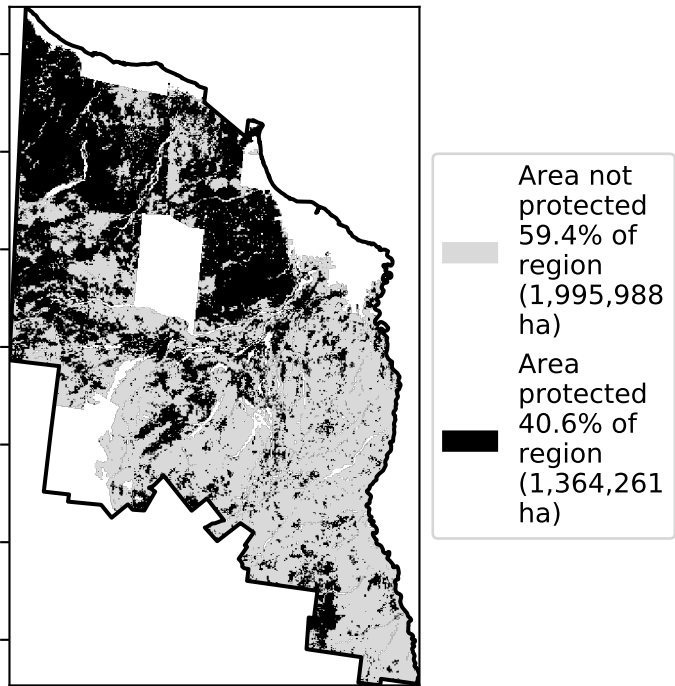 Area not
protected
59.4% of
region
(1,995,988
ha)
Area
protected
40.6% of
region
(1,364,261
ha)